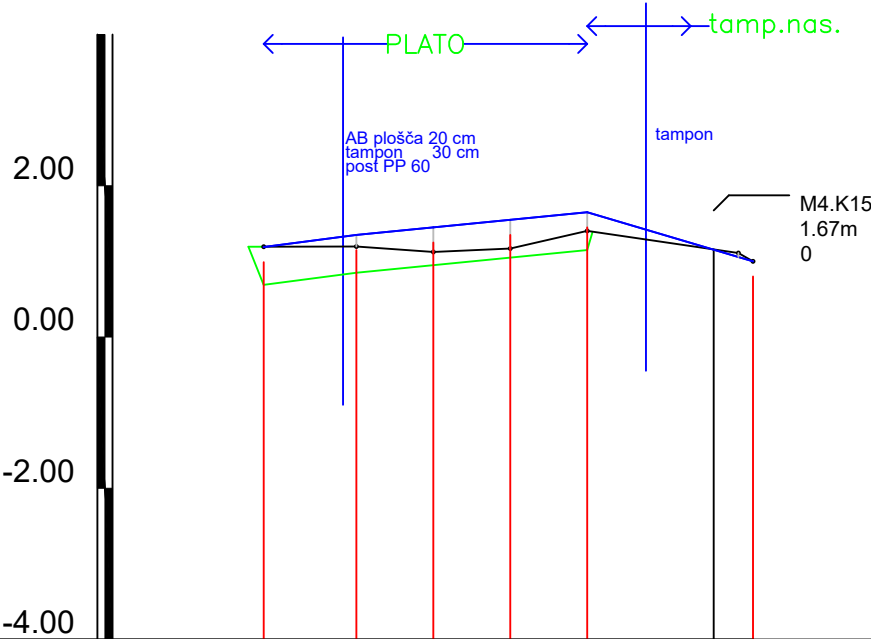 tamp.nas.
PLATO
AB plošča 20 cm
tampon 30 cm
post PP 60
tampon
2.00
M4.K15
1.67m
0
0.00
-2.00
-4.00